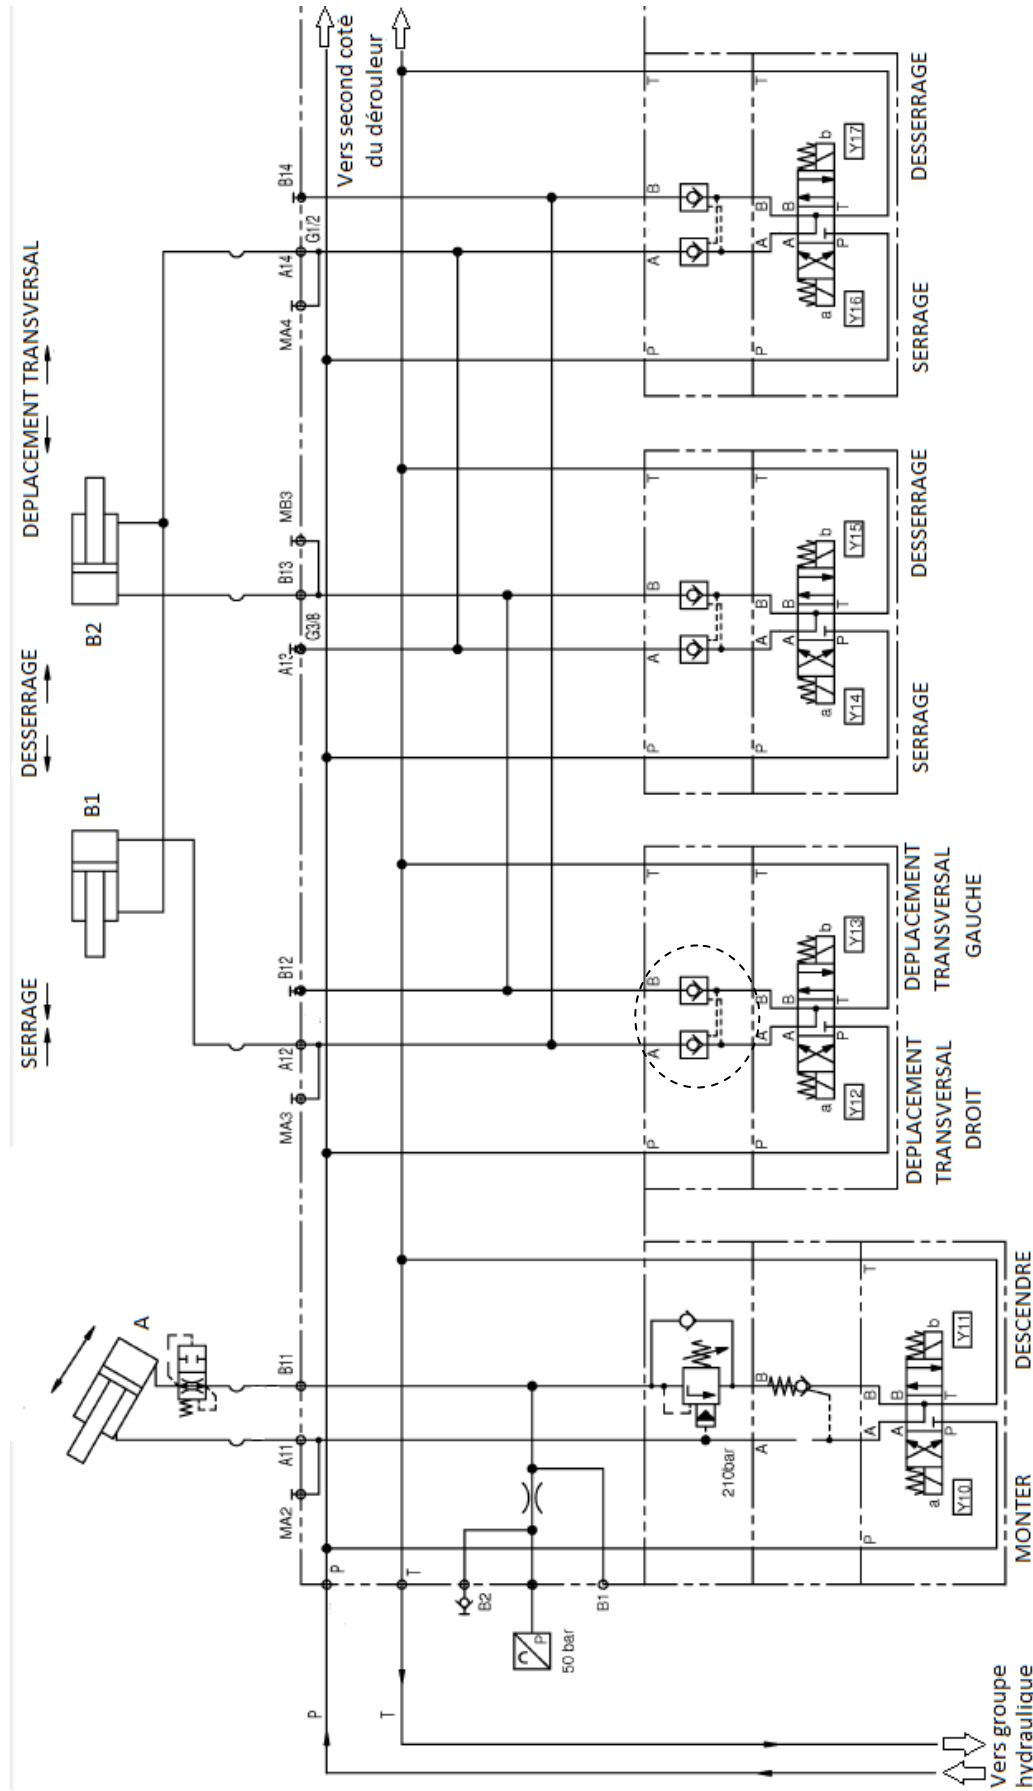 DEPLACEMENT TRANSVERSAL
DESSERRAGE
SERRAGE
B2
B1
A
Vers second coté
du dérouleur
B14
G1/2
A14
MA4
MB3
B13
G3/8
A13
B12
A12
MA3
B11
A11
MA2
P
T
B2
B1
P
50 bar
P
T
Vers groupe
hydraulique
T
T
B
A
B
A
B
A
T
P
b
a
Y17
Y16
P
P
DESSERRAGE
SERRAGE
T
T
B
A
B
A
B
A
T
P
b
a
Y15
Y14
P
P
DESSERRAGE
SERRAGE
T
T
B
A
B
A
B
A
T
P
b
a
Y13
Y12
P
P
DEPLACEMENT
TRANSVERSAL
GAUCHE
DEPLACEMENT
TRANSVERSAL
DROIT
210bar
B
A
T
B
A
B
A
T
P
b
a
Y11
Y10
P
DESCENDRE
MONTER